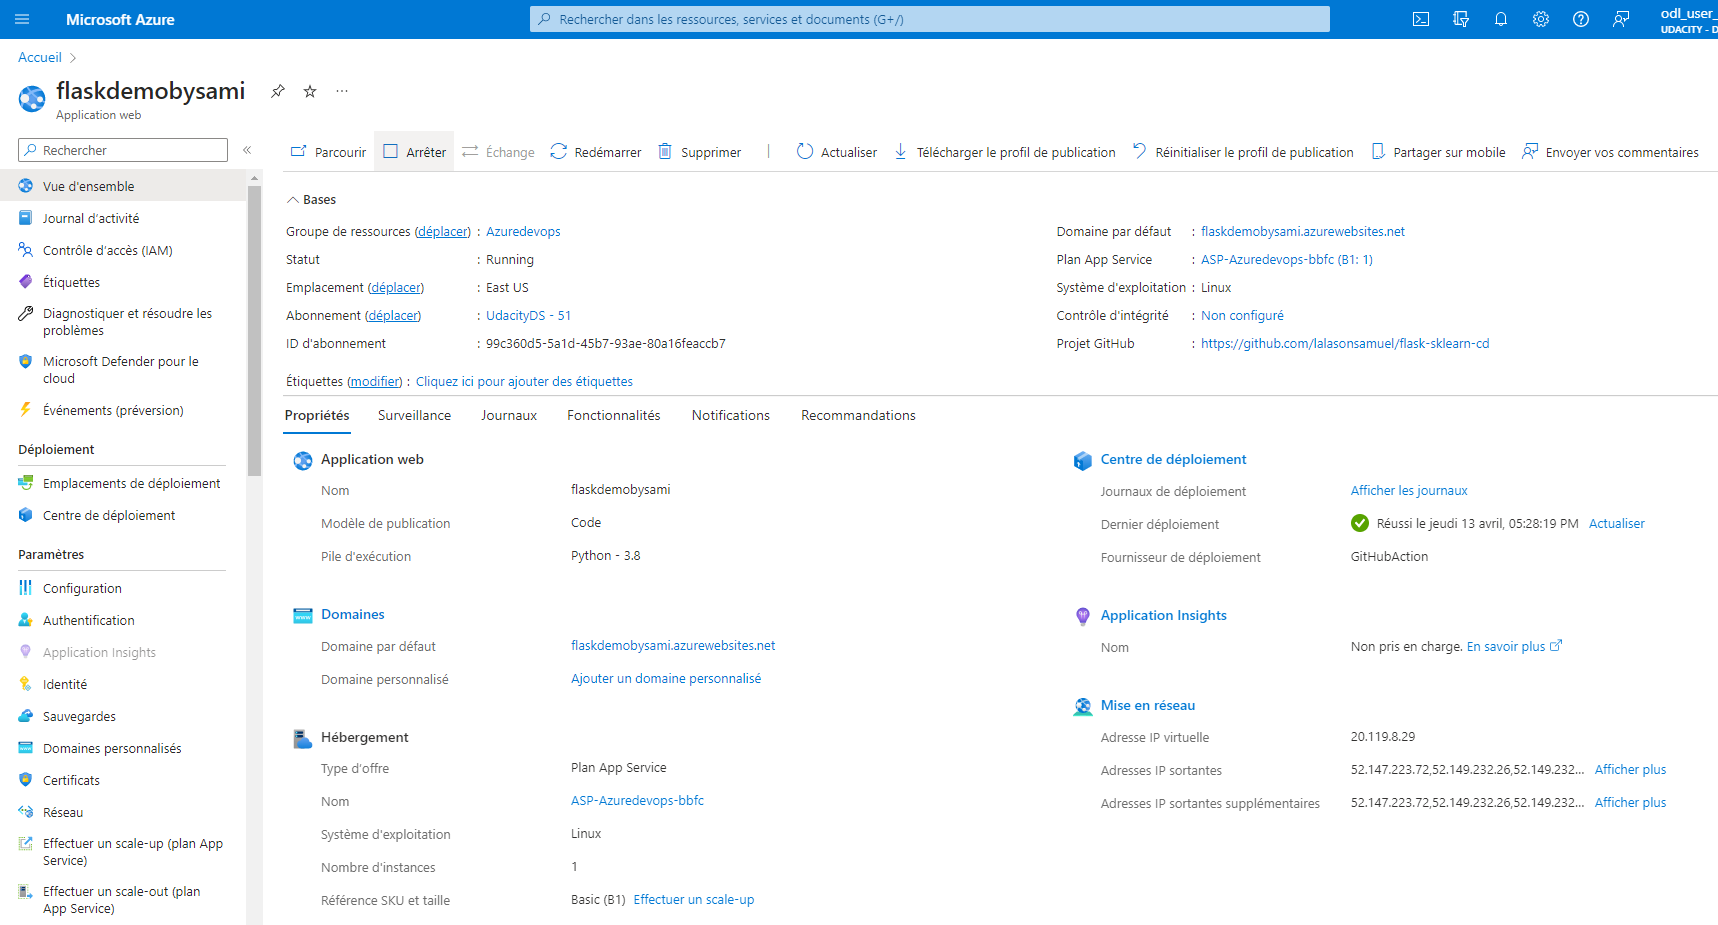 Microsoft Azure
Rechercher dans les ressources, services et documents (G+/)
odl_user_
UDACITY - D
Accueil
flaskdemobysami
Application web
Rechercher
Vue d'ensemble
Journal d'activité
Contrôle d'accès (IAM)
Étiquettes
Diagnostiquer et résoudre les
problèmes
Microsoft Defender pour le
cloud
Événements (préversion)
Déploiement
Emplacements de déploiement
Centre de déploiement
Paramètres
Configuration
Authentification
Application Insights
Identité
Sauvegardes
Domaines personnalisés
Certificats
Réseau
Effectuer un scale-up (plan App
Service)
Effectuer un scale-out (plan
App Service)
Parcourir Arrêter Échange Redémarrer Supprimer Actualiser Télécharger le profil de publication Réinitialiser le profil de publication Partager sur mobile Envoyer vos commentaires
Bases
Groupe de ressources (déplacer) : Azuredevops
Statut : Running
Emplacement (déplacer) : East US
Abonnement (déplacer) : UdacityDS - 51
ID d'abonnement : 99c360d5-5a1d-45b7-93ae-80a16feaccb7
Domaine par défaut : flaskdemobysami.azurewebsites.net
Plan App Service : ASP-Azuredevops-bbfc (B1: 1)
Système d'exploitation : Linux
Contrôle d'intégrité : Non configuré
Projet GitHub : https://github.com/lalasonsamuel/flask-sklearn-cd
Étiquettes (modifier) : Cliquez ici pour ajouter des étiquettes
Propriétés Surveillance Journaux Fonctionnalités Notifications Recommandations
Application web
Nom flaskdemobysami
Modèle de publication Code
Pile d'exécution Python - 3.8
Domaines
Domaine par défaut flaskdemobysami.azurewebsites.net
Domaine personnalisé Ajouter un domaine personnalisé
Hébergement
Type d'offre Plan App Service
Nom ASP-Azuredevops-bbfc
Système d'exploitation Linux
Nombre d'instances 1
Référence SKU et taille Basic (B1) Effectuer un scale-up
Centre de déploiement
Journaux de déploiement Afficher les journaux
Dernier déploiement Réussi le jeudi 13 avril, 05:28:19 PM Actualiser
Fournisseur de déploiement GitHubAction
Application Insights
Nom Non pris en charge. En savoir plus
Mise en réseau
Adresse IP virtuelle 20.119.8.29
Adresses IP sortantes 52.147.223.72,52.149.232.26,52.149.232... Afficher plus
Adresses IP sortantes supplémentaires 52.147.223.72,52.149.232.26,52.149.232... Afficher plus